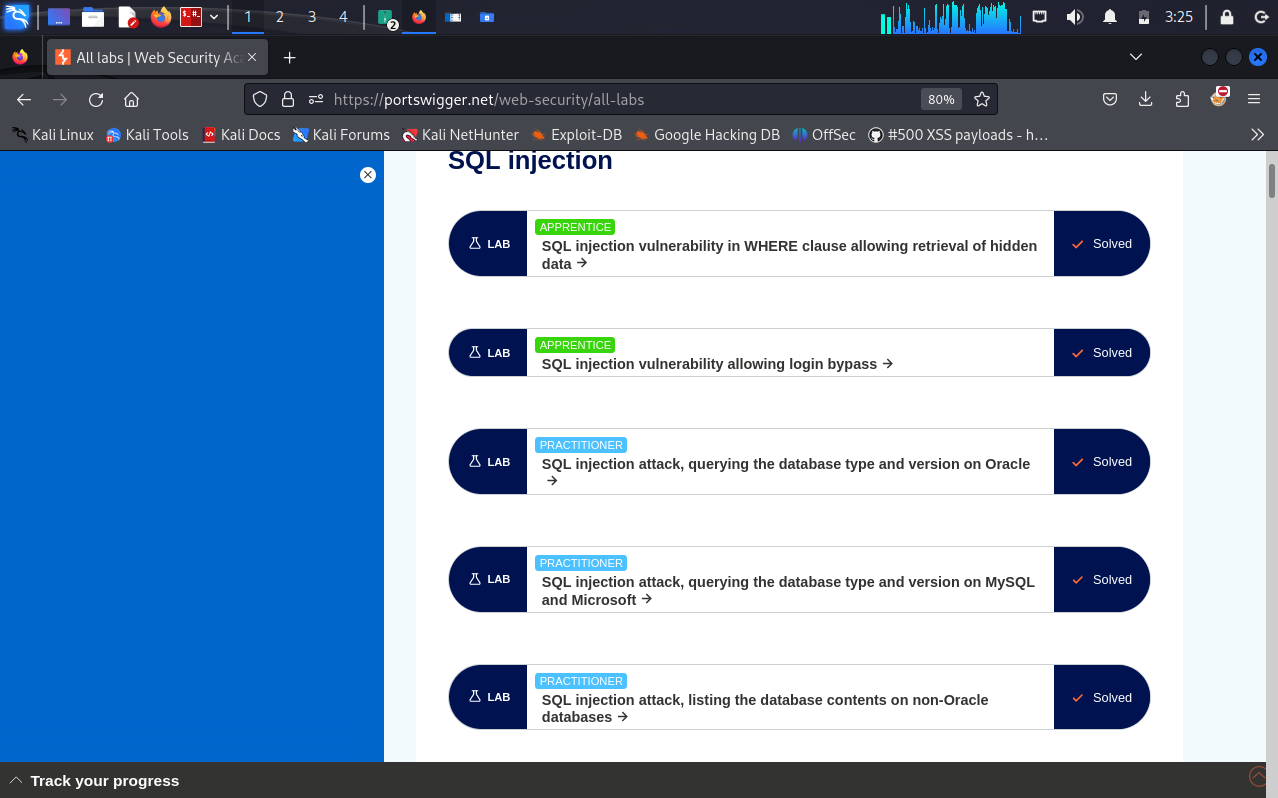 1 2 3 4 2 3:25
All labs | Web Security Aca
https://portswigger.net/web-security/all-labs 80%
Kali Linux Kali Tools Kali Docs Kali Forums Kali NetHunter Exploit-DB Google Hacking DB OffSec #500 XSS payloads - h…
SQL injection
LAB
APPRENTICE
SQL injection vulnerability in WHERE clause allowing retrieval of hidden
data
Solved
LAB
APPRENTICE
SQL injection vulnerability allowing login bypass
Solved
LAB
PRACTITIONER
SQL injection attack, querying the database type and version on Oracle
Solved
LAB
PRACTITIONER
SQL injection attack, querying the database type and version on MySQL
and Microsoft
Solved
LAB
PRACTITIONER
SQL injection attack, listing the database contents on non-Oracle
databases
Solved
Track your progress